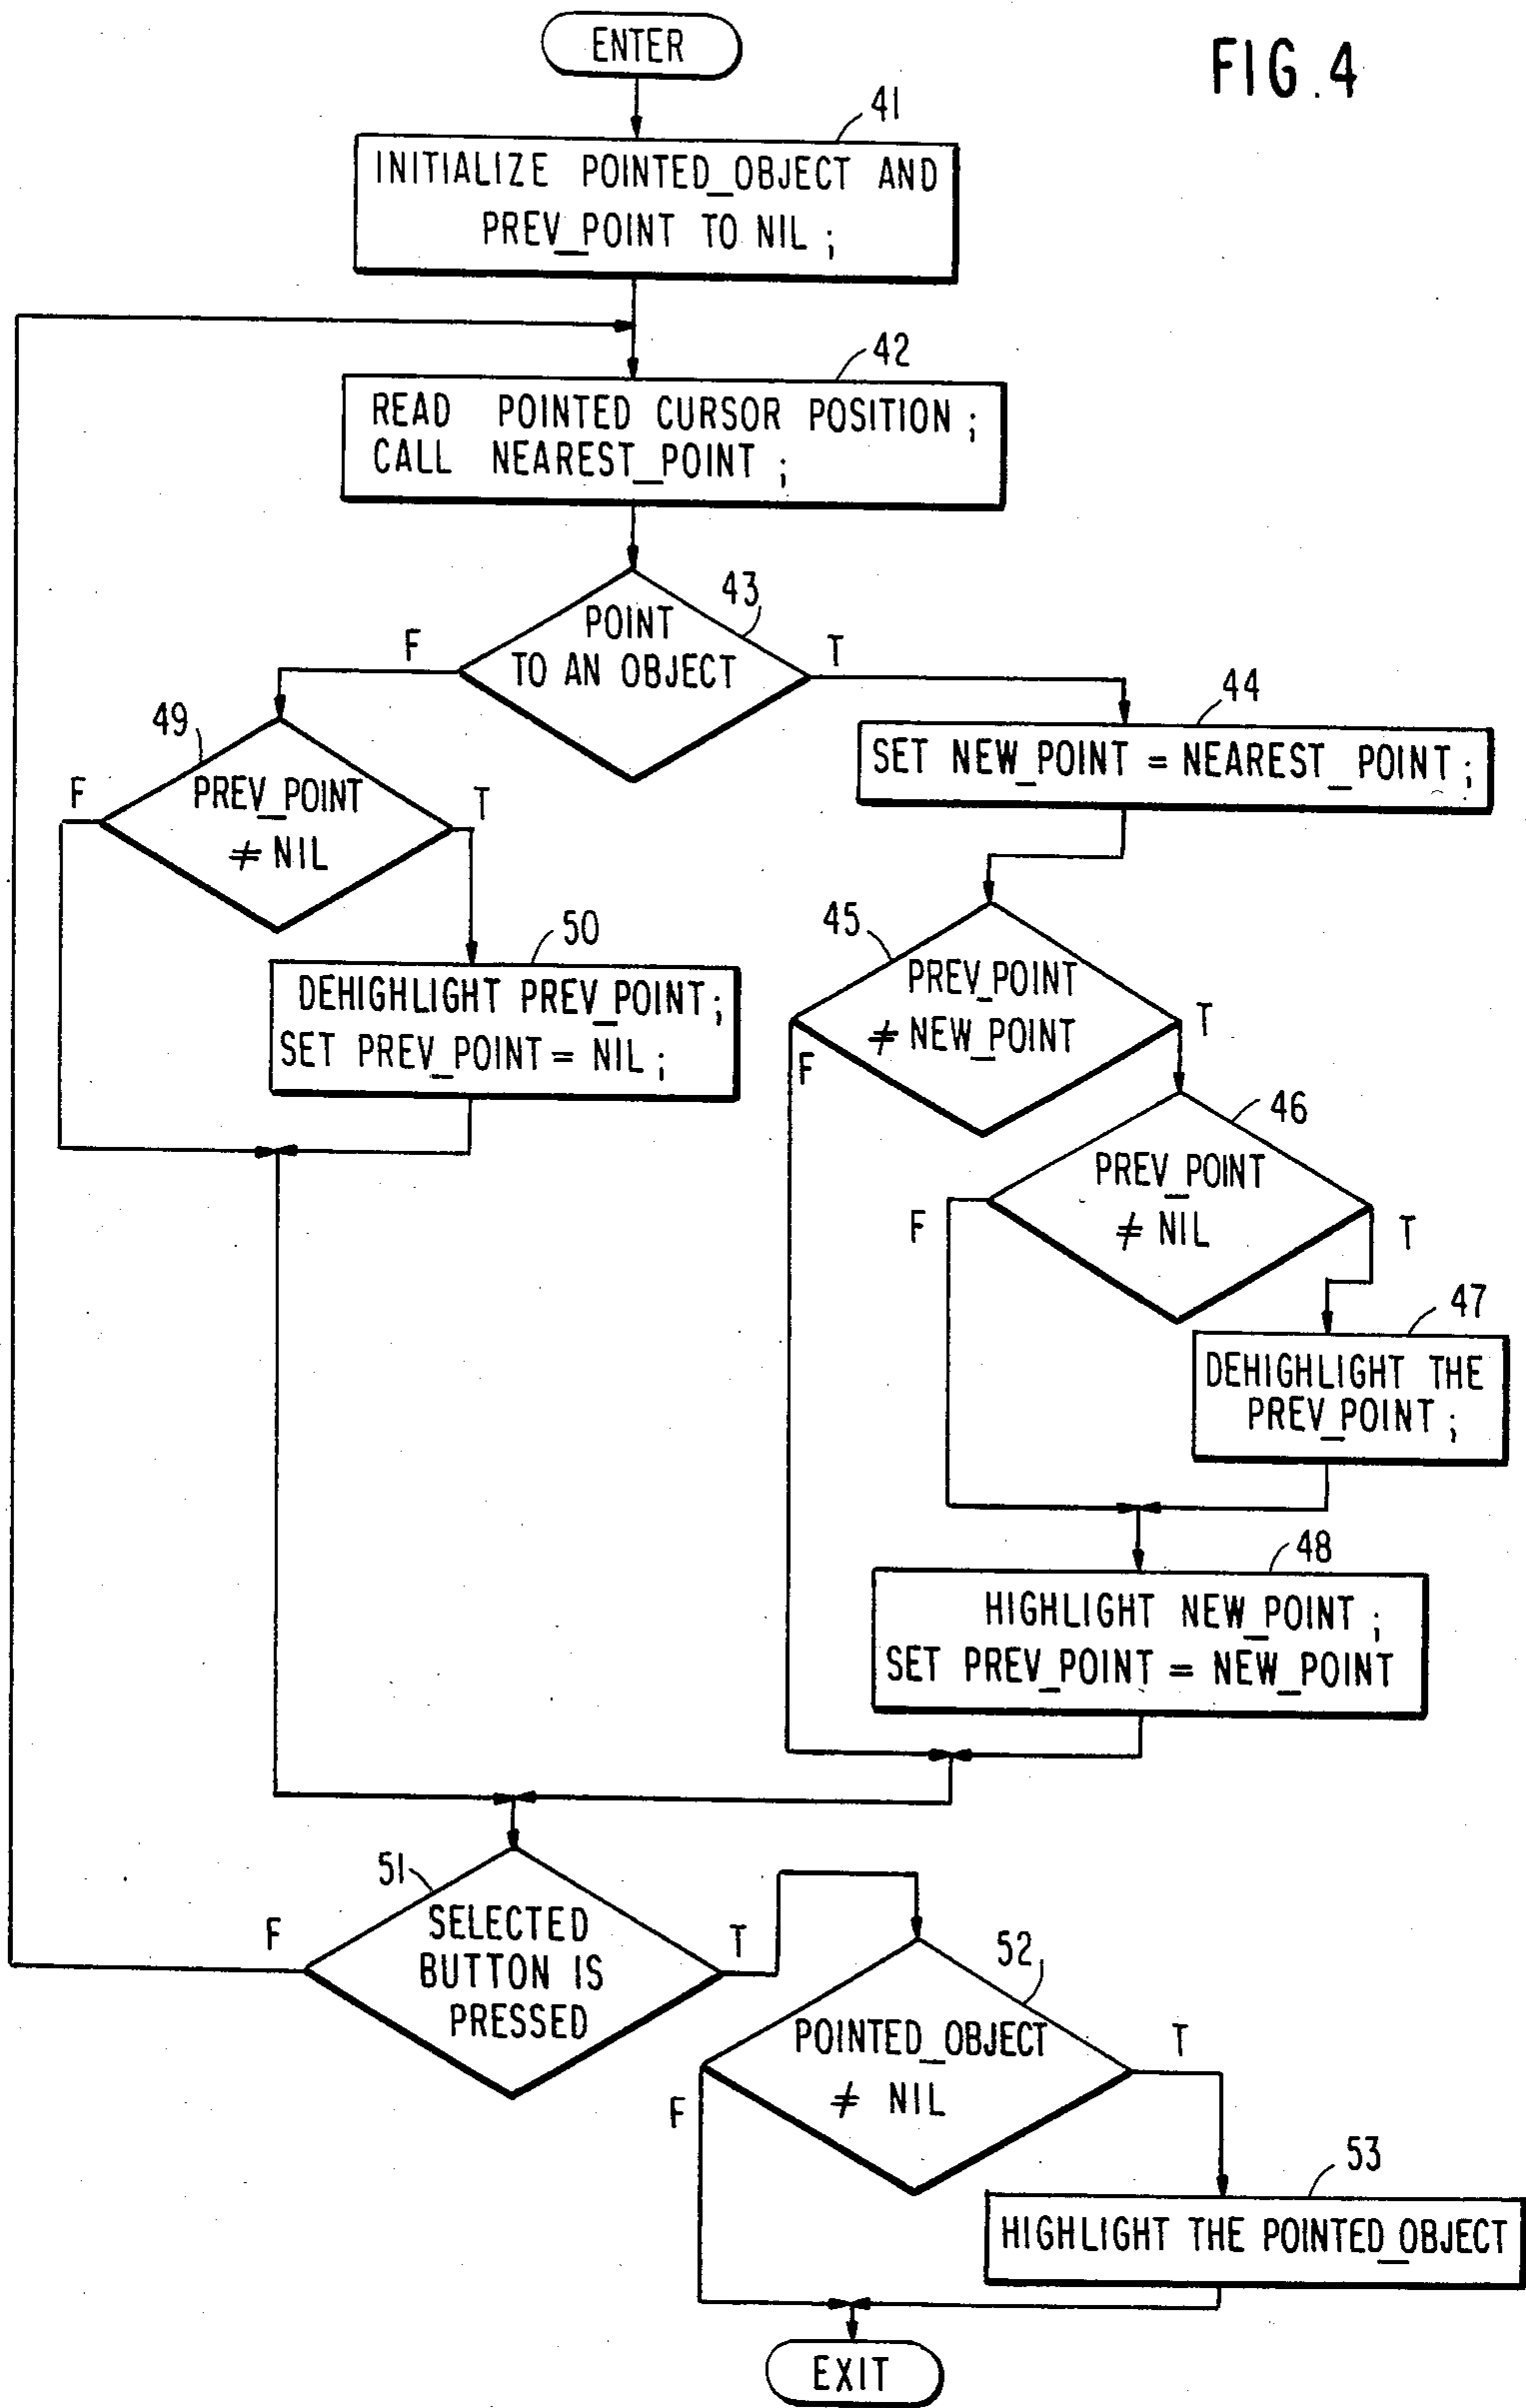 ENTER
FIG.4
41
INITIALIZE POINTED_OBJECT AND
PREV_POINT TO NIL ;
42
READ POINTED CURSOR POSITION ;
CALL NEAREST_POINT ;
43
POINT
TO AN OBJECT
F
T
44
SET NEW_POINT = NEAREST_POINT ;
49
PREV_POINT
≠ NIL
F
T
50
DEHIGHLIGHT PREV_POINT ;
SET PREV_POINT = NIL ;
45
PREV_POINT
≠ NEW_POINT
F
T
46
PREV_POINT
≠ NIL
F
T
47
DEHIGHLIGHT THE
PREV_POINT ;
48
HIGHLIGHT NEW_POINT ;
SET PREV_POINT = NEW_POINT
51
SELECTED
BUTTON IS
PRESSED
F
T
52
POINTED_OBJECT
≠ NIL
F
T
53
HIGHLIGHT THE POINTED_OBJECT
EXIT